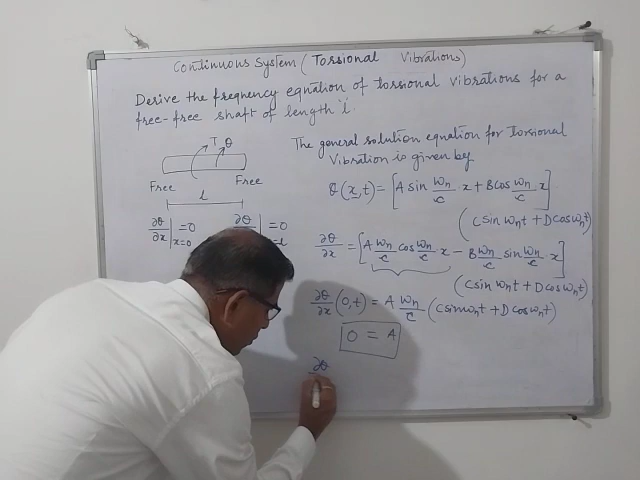 Continuous System (Torsional Vibrations)
Derive the frequency equation of torsional vibrations for a
free-free shaft of length 'l'.
T θ
Free Free
l
∂θ/∂x |x=0 = 0 ∂θ = 0
The general solution equation for Torsional
Vibration is given by
θ(x,t) = [A sin ωn/c · x + B cos ωn/c x]
(C sin ωn t + D cos ωn t)
∂θ/∂x = [A ωn/c cos ωn/c x − B ωn/c sin ωn/c x]
(C sin ωn t + D cos ωn t)
∂θ/∂x (0,t) = A ωn/c (C sin ωn t + D cos ωn t)
0 = A
∂θ